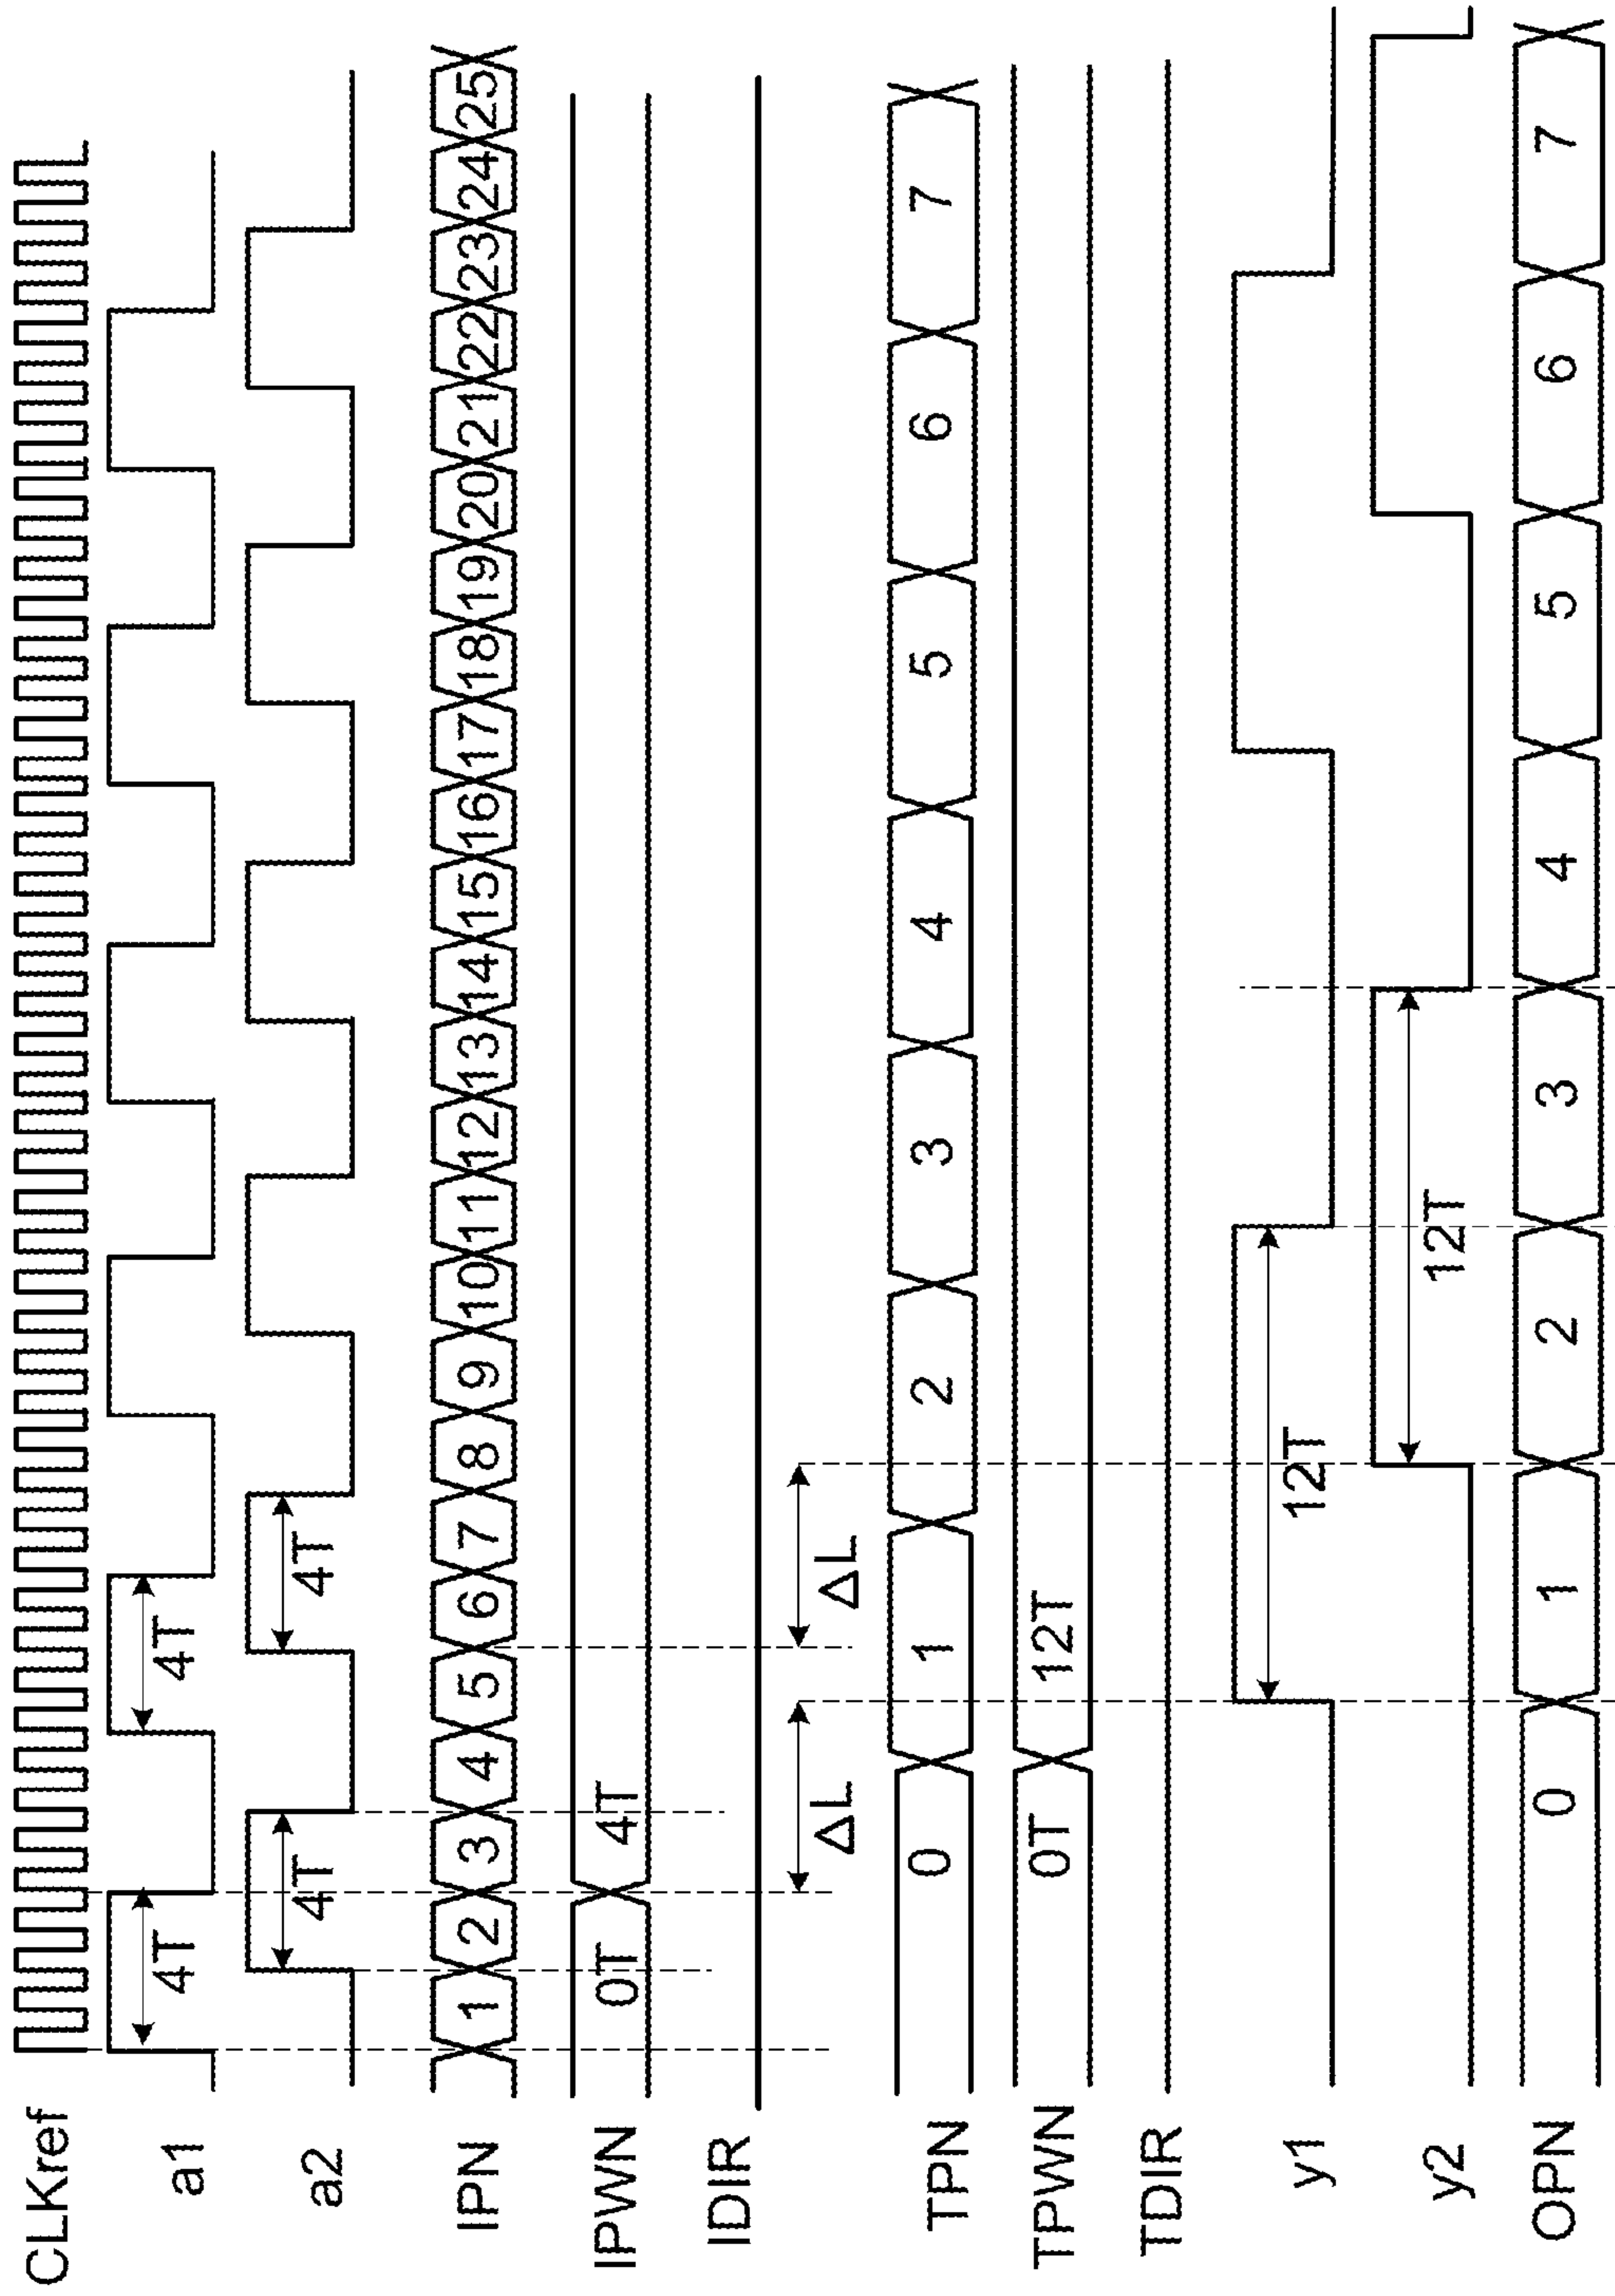 CLKref
a1 4T 4T
a2 4T 4T
IPN 1 2 3 4 5 6 7 8 9 10 11 12 13 14 15 16 17 18 19 20 21 22 23 24 25
IPWN 0T 4T
IDIR
ΔL ΔL
TPN 0 1 2 3 4 5 6 7
TPWN 0T 12T
TDIR
y1 12T
y2 12T
OPN 0 1 2 3 4 5 6 7